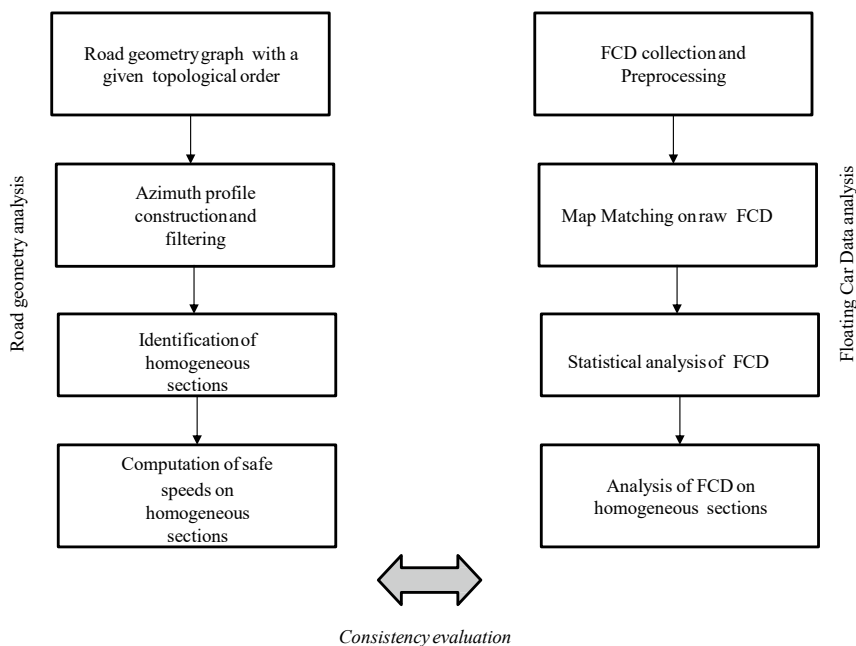 Road geometry graph with a
given topological order
Azimuth profile
construction and
filtering
Identification of
homogeneous
sections
Computation of safe
speeds on
homogeneous
sections
Road geometry analysis
FCD collection and
Preprocessing
Map Matching on raw FCD
Statistical analysis of FCD
Analysis of FCD on
homogeneous sections
Floating Car Data analysis
Consistency evaluation